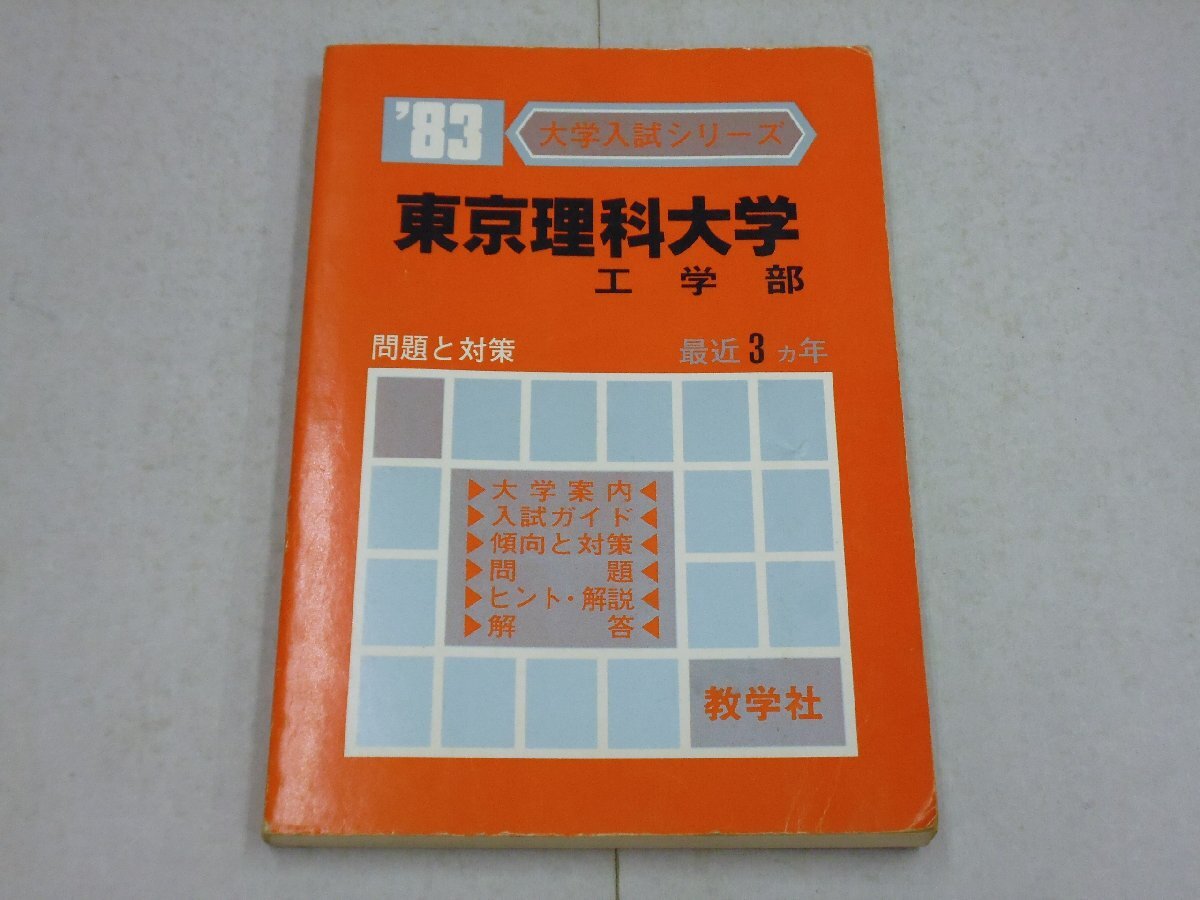 '83
大学入試シリーズ
東京理科大学
工学部
問題と対策
最近3ヵ年
▶大学案内◀
▶入試ガイド◀
▶傾向と対策◀
▶問題◀
▶ヒント・解説◀
▶解答◀
教学社